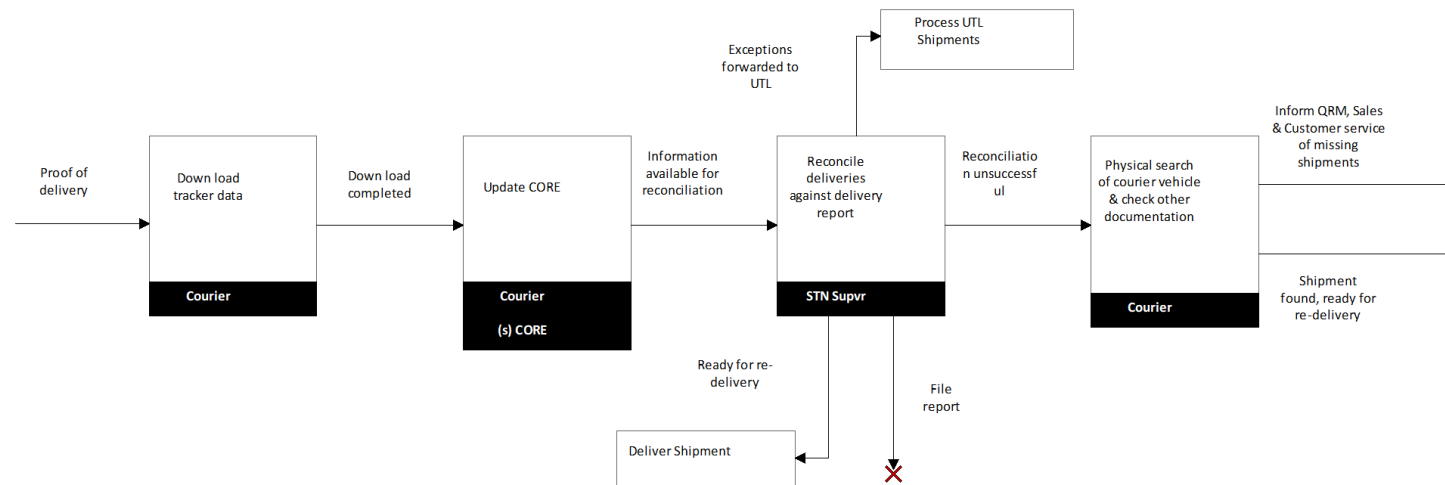 Process UTL
Shipments
Exceptions
forwarded to
UTL
Proof of
delivery
Down load
tracker data
Courier
Down load
completed
Update CORE
Courier
(s) CORE
Information
available for
reconciliation
Reconcile
deliveries
against delivery
report
STN Supvr
Reconciliatio
n unsuccessf
ul
Physical search
of courier vehicle
& check other
documentation
Courier
Inform QRM, Sales
& Customer service
of missing
shipments
Shipment
found, ready for
re-delivery
Ready for re-
delivery
File
report
Deliver Shipment